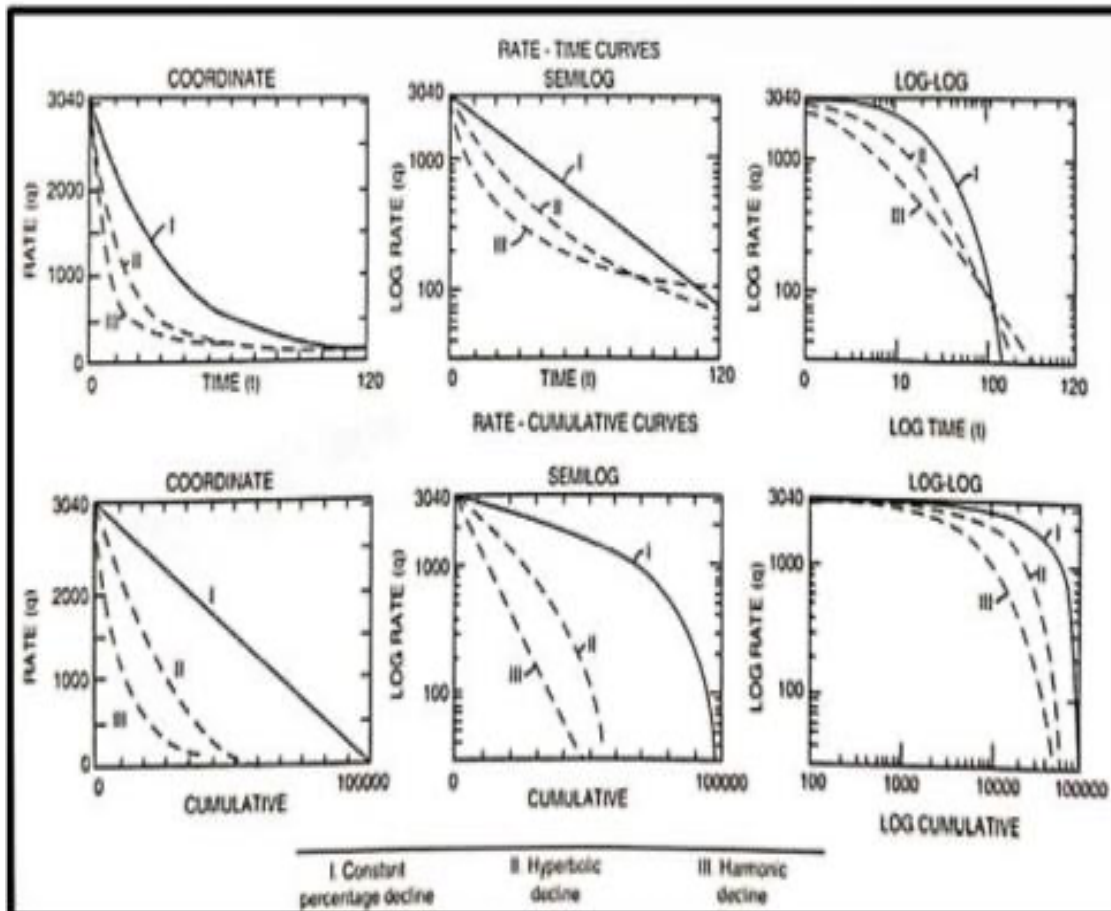 RATE - TIME CURVES
COORDINATE
SEMILOG
LOG-LOG
3040
2000
1000
0
RATE (q)
I
II
III
0
TIME (t)
120
3040
1000
100
LOG RATE (q)
I
II
III
0
TIME (t)
120
3040
1000
100
LOG RATE (q)
II
I
III
0
10
100
120
LOG TIME (t)
RATE - CUMULATIVE CURVES
COORDINATE
SEMILOG
LOG-LOG
3040
2000
1000
0
RATE (q)
I
II
III
0
100000
CUMULATIVE
3040
1000
100
LOG RATE (q)
I
II
III
0
100000
CUMULATIVE
3040
1000
100
LOG RATE (q)
I
II
III
100
1000
10000
100000
LOG CUMULATIVE
I. Constant percentage decline
II. Hyperbolic decline
III. Harmonic decline